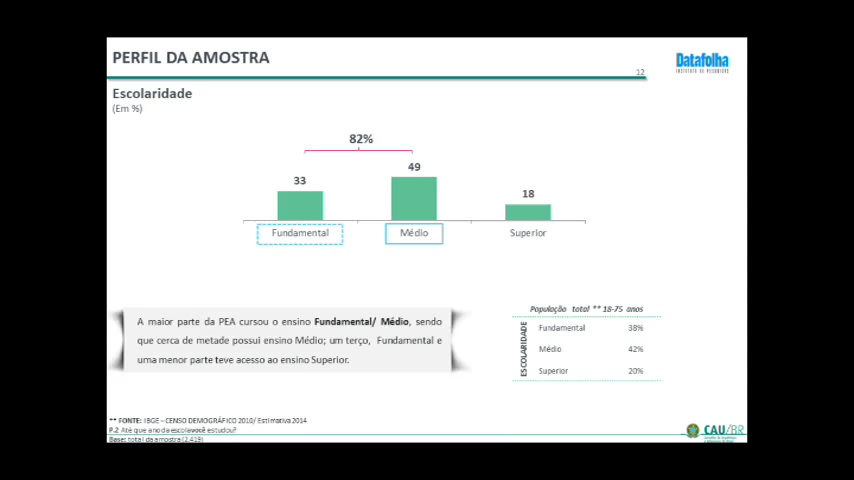 PERFIL DA AMOSTRA
12
Datafolha
INSTITUTO DE PESQUISAS
Escolaridade
(Em %)
82%
33
49
18
Fundamental
Médio
Superior
A maior parte da PEA cursou o ensino Fundamental/ Médio, sendo
que cerca de metade possui ensino Médio; um terço, Fundamental e
uma menor parte teve acesso ao ensino Superior.
População total ** 18-75 anos
ESCOLARIDADE
Fundamental 38%
Médio 42%
Superior 20%
** FONTE: IBGE – CENSO DEMOGRÁFICO 2010/ Estimativa 2014
P.2 Até que ano da escola você estudou?
Base: total da amostra (2.419)
CAU/BR